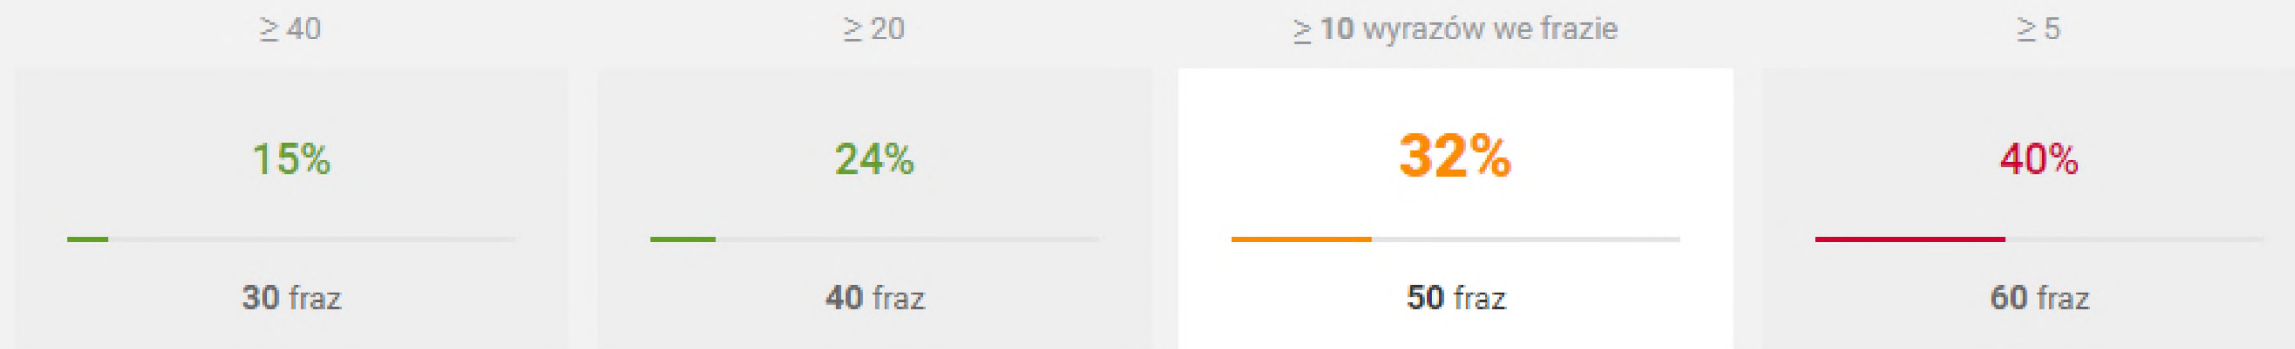 ≥ 40
≥ 20
≥ 10 wyrazów we frazie
≥ 5
15%
24%
32%
40%
30 fraz
40 fraz
50 fraz
60 fraz